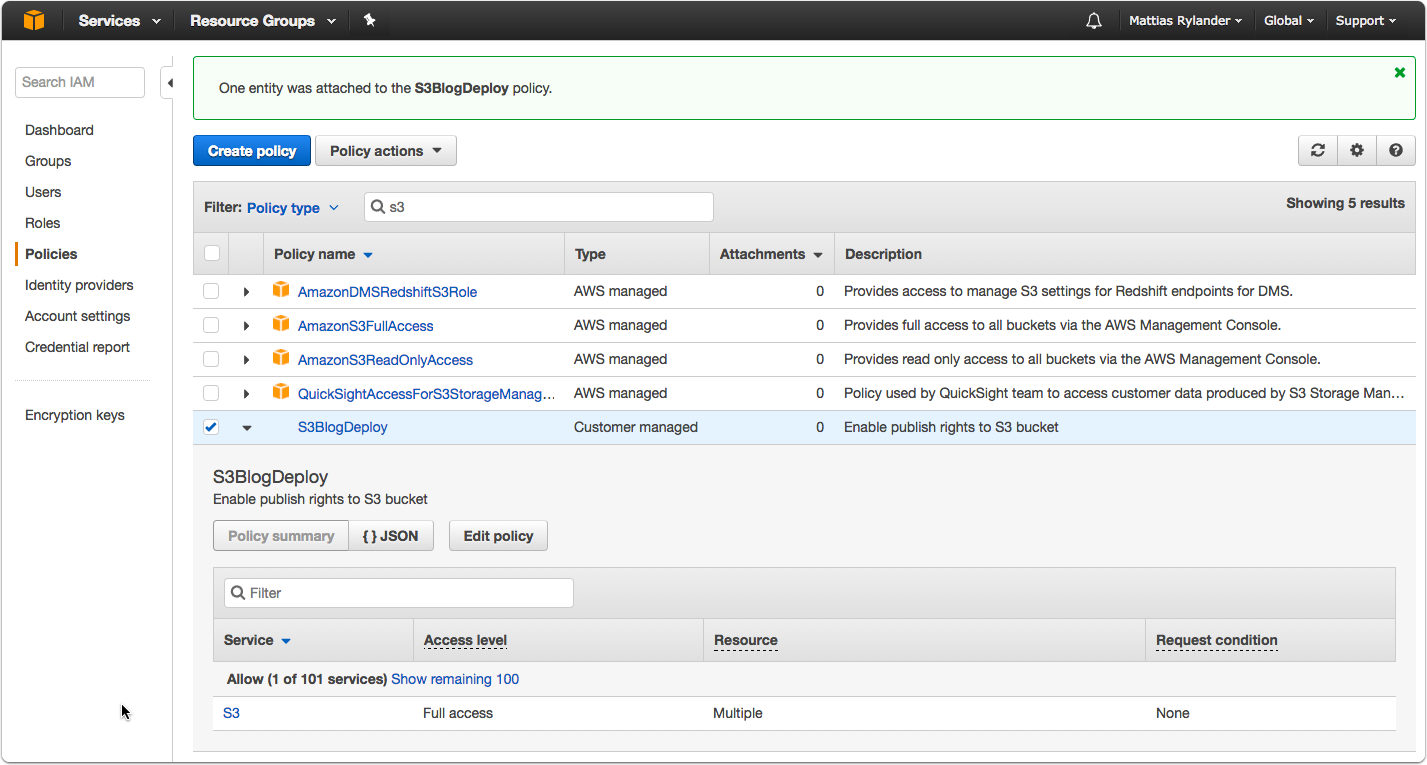 Services Resource Groups Mattias Rylander Global Support
Search IAM
Dashboard
Groups
Users
Roles
Policies
Identity providers
Account settings
Credential report
Encryption keys
One entity was attached to the S3BlogDeploy policy.
Create policy Policy actions
Filter: Policy type s3 Showing 5 results
Policy name Type Attachments Description
AmazonDMSRedshiftS3Role AWS managed 0 Provides access to manage S3 settings for Redshift endpoints for DMS.
AmazonS3FullAccess AWS managed 0 Provides full access to all buckets via the AWS Management Console.
AmazonS3ReadOnlyAccess AWS managed 0 Provides read only access to all buckets via the AWS Management Console.
QuickSightAccessForS3StorageManag... AWS managed 0 Policy used by QuickSight team to access customer data produced by S3 Storage Man...
S3BlogDeploy Customer managed 0 Enable publish rights to S3 bucket
S3BlogDeploy
Enable publish rights to S3 bucket
Policy summary { } JSON Edit policy
Filter
Service Access level Resource Request condition
Allow (1 of 101 services) Show remaining 100
S3 Full access Multiple None